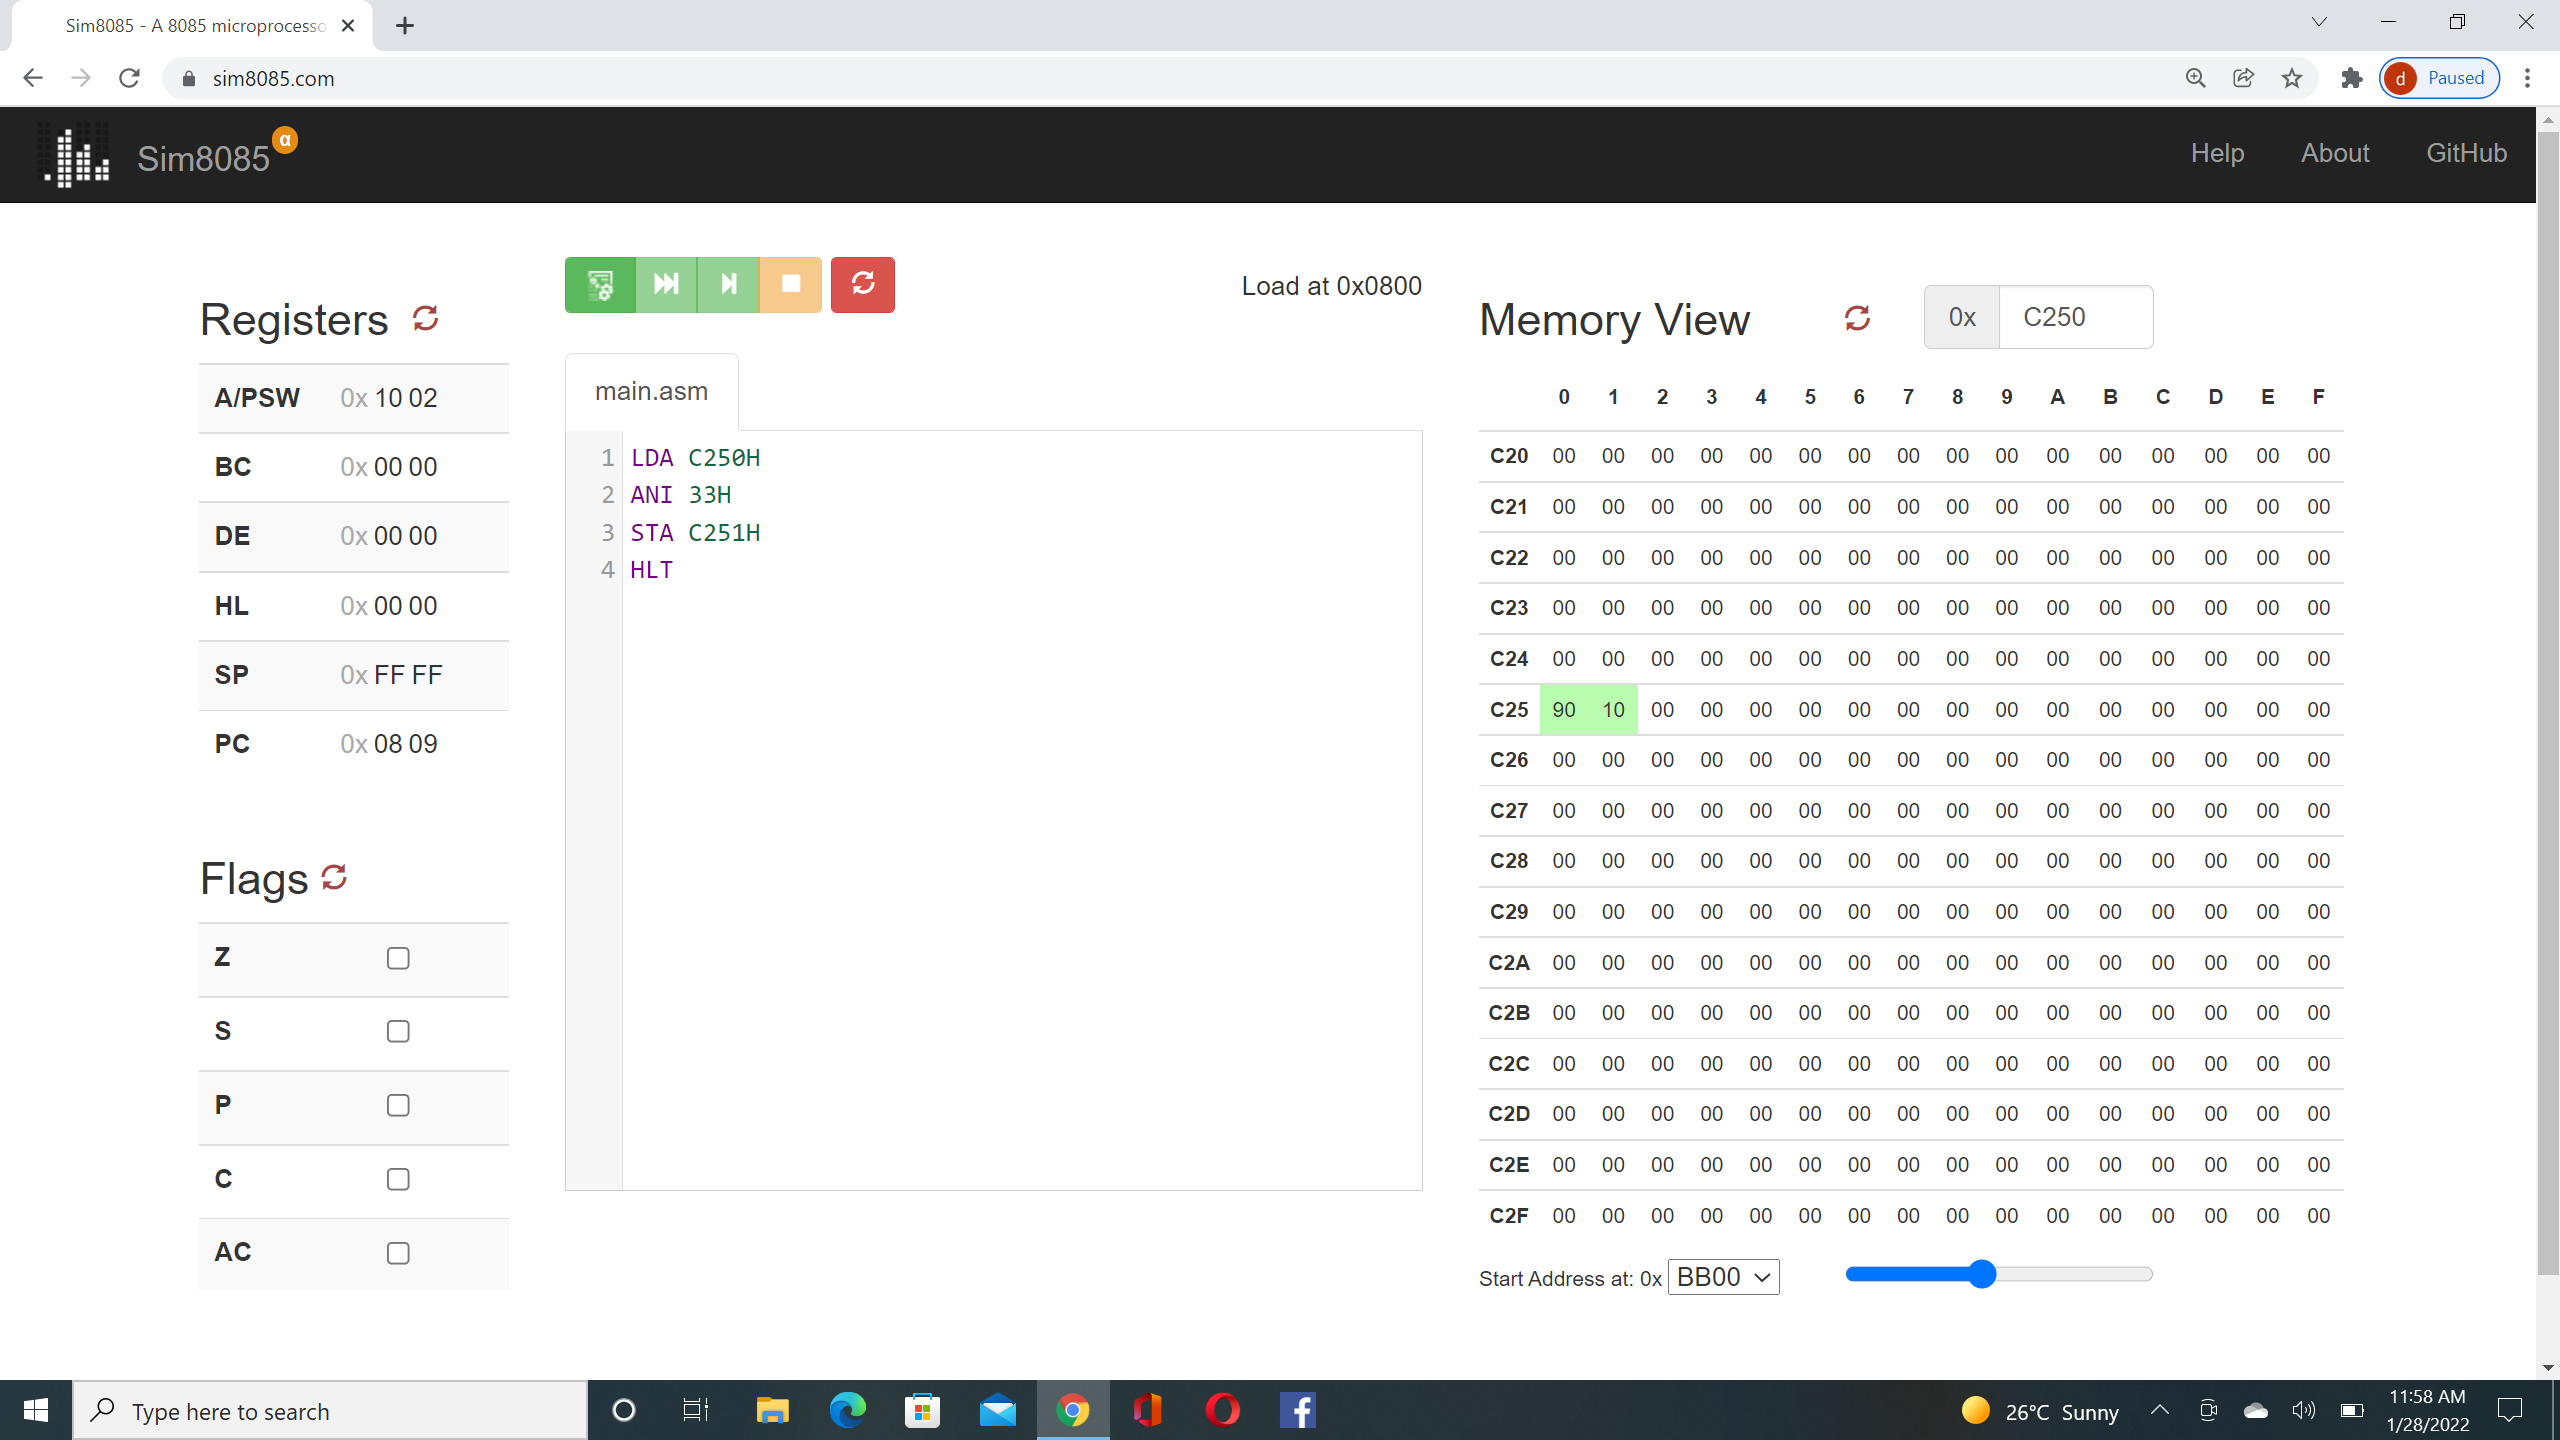 Sim8085 - A 8085 microprocesso
sim8085.com
d Paused
Sim8085 α
Help About GitHub
Load at 0x0800
Registers
A/PSW 0x 10 02
BC 0x 00 00
DE 0x 00 00
HL 0x 00 00
SP 0x FF FF
PC 0x 08 09
Flags
Z
S
P
C
AC
main.asm
1 LDA C250H
2 ANI 33H
3 STA C251H
4 HLT
Memory View 0x C250
0 1 2 3 4 5 6 7 8 9 A B C D E F
C20 00 00 00 00 00 00 00 00 00 00 00 00 00 00 00 00
C21 00 00 00 00 00 00 00 00 00 00 00 00 00 00 00 00
C22 00 00 00 00 00 00 00 00 00 00 00 00 00 00 00 00
C23 00 00 00 00 00 00 00 00 00 00 00 00 00 00 00 00
C24 00 00 00 00 00 00 00 00 00 00 00 00 00 00 00 00
C25 90 10 00 00 00 00 00 00 00 00 00 00 00 00 00 00
C26 00 00 00 00 00 00 00 00 00 00 00 00 00 00 00 00
C27 00 00 00 00 00 00 00 00 00 00 00 00 00 00 00 00
C28 00 00 00 00 00 00 00 00 00 00 00 00 00 00 00 00
C29 00 00 00 00 00 00 00 00 00 00 00 00 00 00 00 00
C2A 00 00 00 00 00 00 00 00 00 00 00 00 00 00 00 00
C2B 00 00 00 00 00 00 00 00 00 00 00 00 00 00 00 00
C2C 00 00 00 00 00 00 00 00 00 00 00 00 00 00 00 00
C2D 00 00 00 00 00 00 00 00 00 00 00 00 00 00 00 00
C2E 00 00 00 00 00 00 00 00 00 00 00 00 00 00 00 00
C2F 00 00 00 00 00 00 00 00 00 00 00 00 00 00 00 00
Start Address at: 0x BB00
Type here to search
26°C Sunny
11:58 AM
1/28/2022